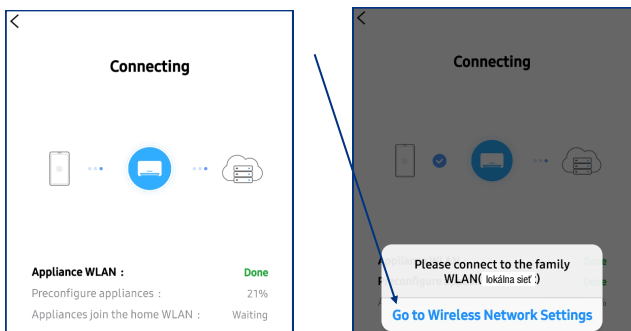 Connecting
Appliance WLAN : Done
Preconfigure appliances : 21%
Appliances join the home WLAN : Waiting
Connecting
Please connect to the family
WLAN( lokálna sieť :)
Go to Wireless Network Settings